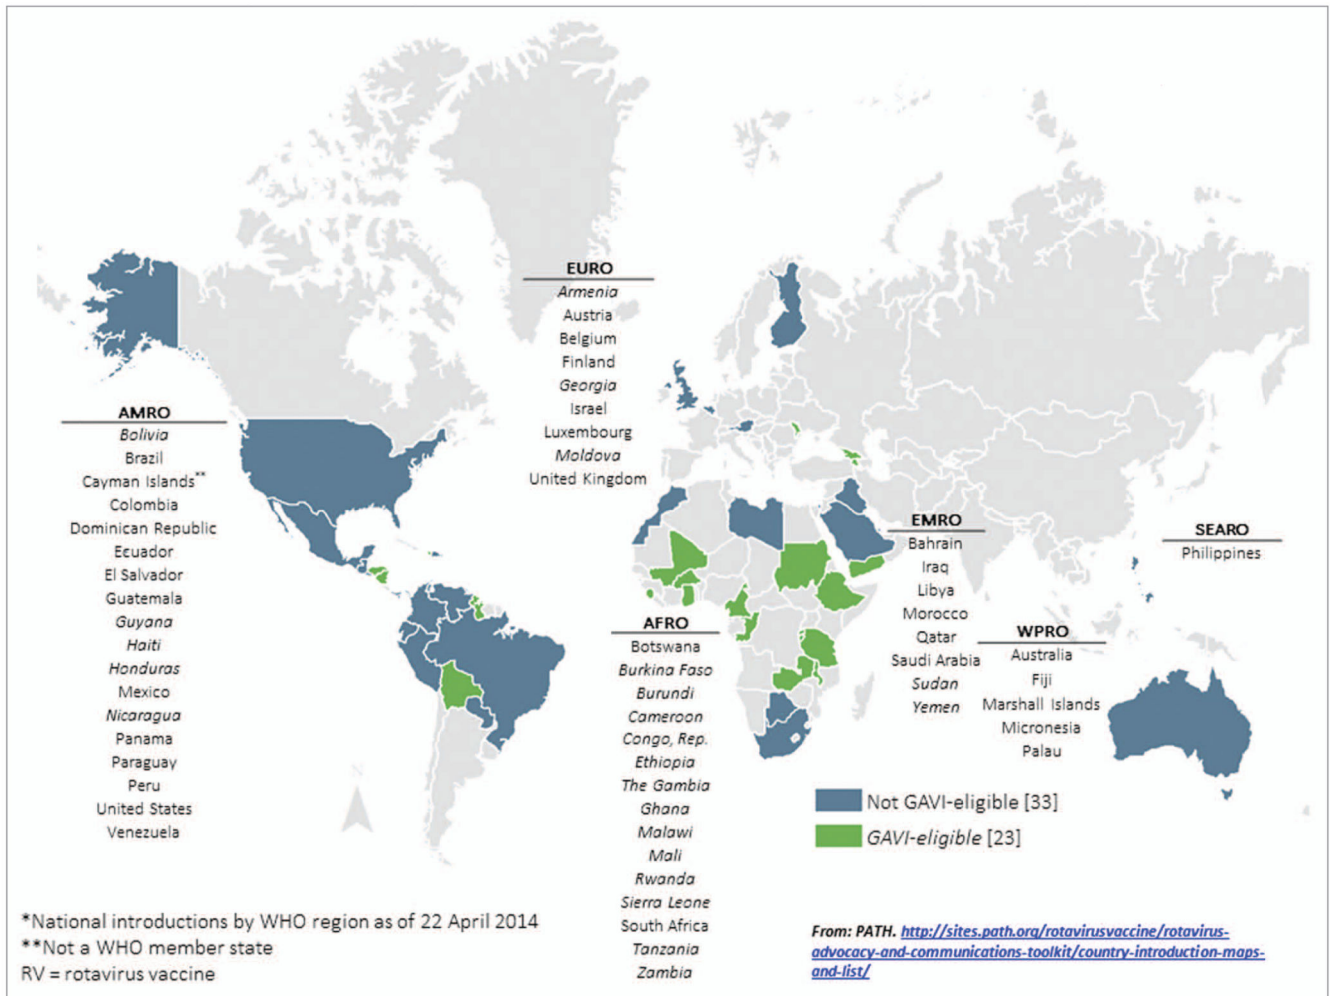 EURO
Armenia
Austria
Belgium
Finland
Georgia
Israel
Luxembourg
Moldova
United Kingdom
AMRO
Bolivia
Brazil
Cayman Islands**
Colombia
Dominican Republic
Ecuador
El Salvador
Guatemala
Guyana
Haiti
Honduras
Mexico
Nicaragua
Panama
Paraguay
Peru
United States
Venezuela
AFRO
Botswana
Burkina Faso
Burundi
Cameroon
Congo, Rep.
Ethiopia
The Gambia
Ghana
Malawi
Mali
Rwanda
Sierra Leone
South Africa
Tanzania
Zambia
EMRO
Bahrain
Iraq
Libya
Morocco
Qatar
Saudi Arabia
Sudan
Yemen
SEARO
Philippines
WPRO
Australia
Fiji
Marshall Islands
Micronesia
Palau
Not GAVI-eligible [33]
GAVI-eligible [23]
*National introductions by WHO region as of 22 April 2014
**Not a WHO member state
RV = rotavirus vaccine
From: PATH. http://sites.path.org/rotavirusvaccine/rotavirus-
advocacy-and-communications-toolkit/country-introduction-maps-
and-list/